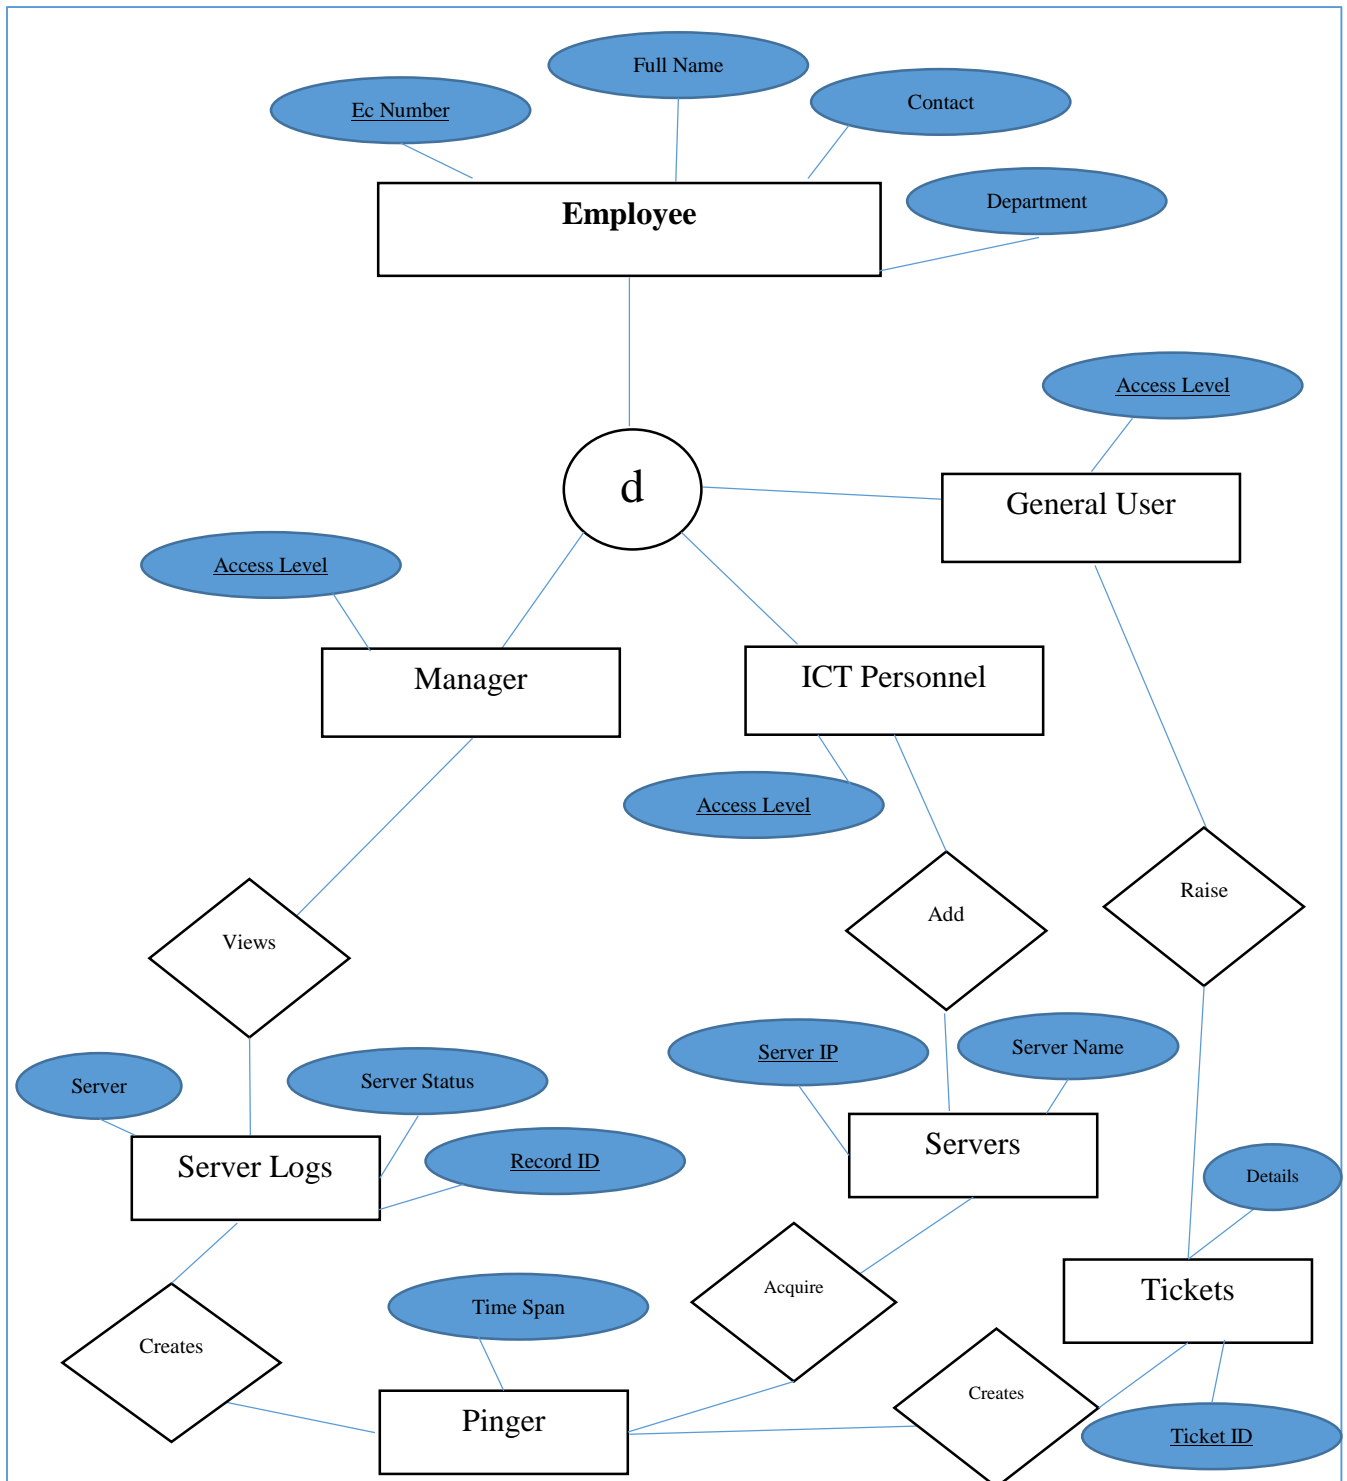 Full Name
Ec Number
Contact
Department
Employee
Access Level
d
General User
Access Level
Manager
ICT Personnel
Access Level
Raise
Add
Views
Server IP
Server Name
Server
Server Status
Servers
Server Logs
Record ID
Details
Acquire
Tickets
Time Span
Creates
Creates
Pinger
Ticket ID